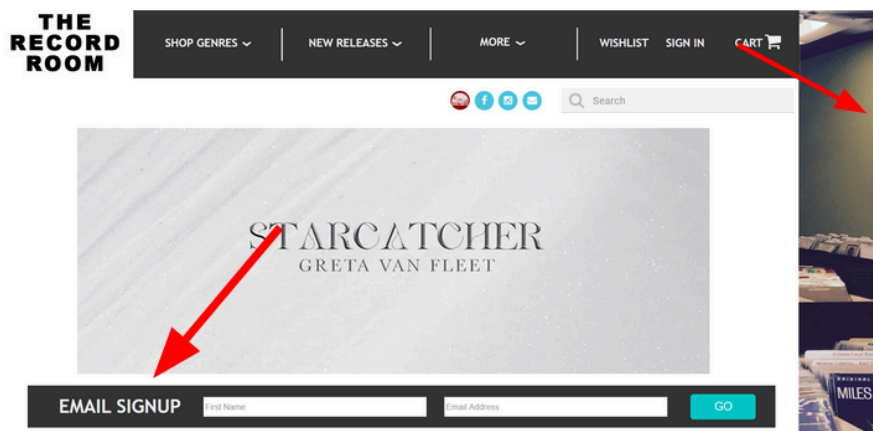 THE
RECORD
ROOM
SHOP GENRES
NEW RELEASES
MORE
WISHLIST
SIGN IN
CART
Search
STARCATCHER
GRETA VAN FLEET
EMAIL SIGNUP
First Name
Email Address
GO
ORIGINAL
MILES